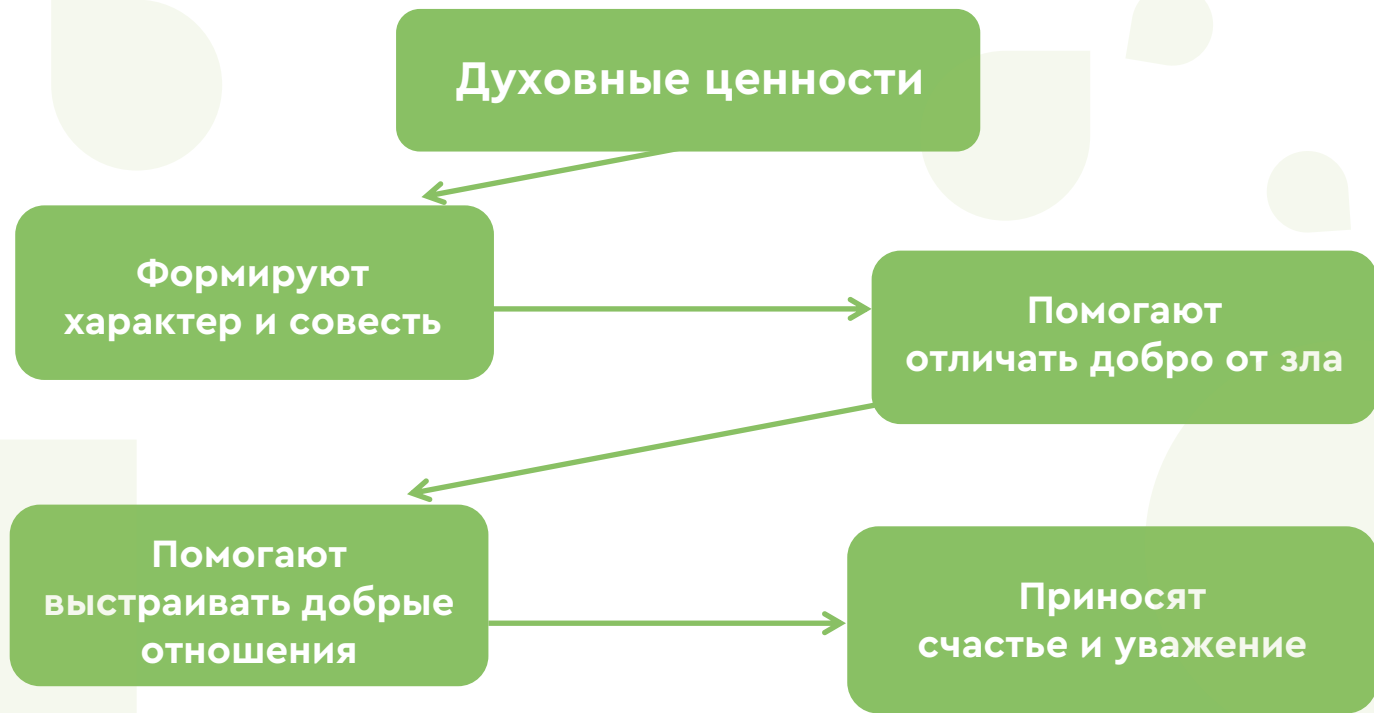 Духовные ценности
Формируют
характер и совесть
Помогают
отличать добро от зла
Помогают
выстраивать добрые
отношения
Приносят
счастье и уважение